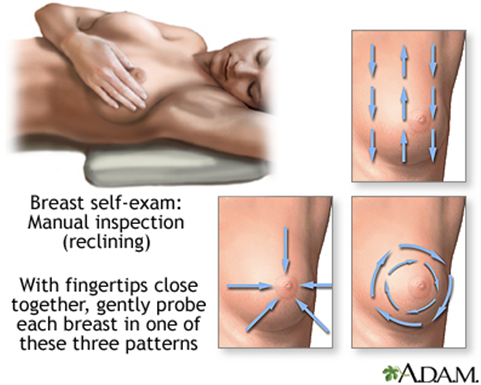 Breast self-exam:
Manual inspection
(reclining)
With fingertips close
together, gently probe
each breast in one of
these three patterns
A.D.A.M.